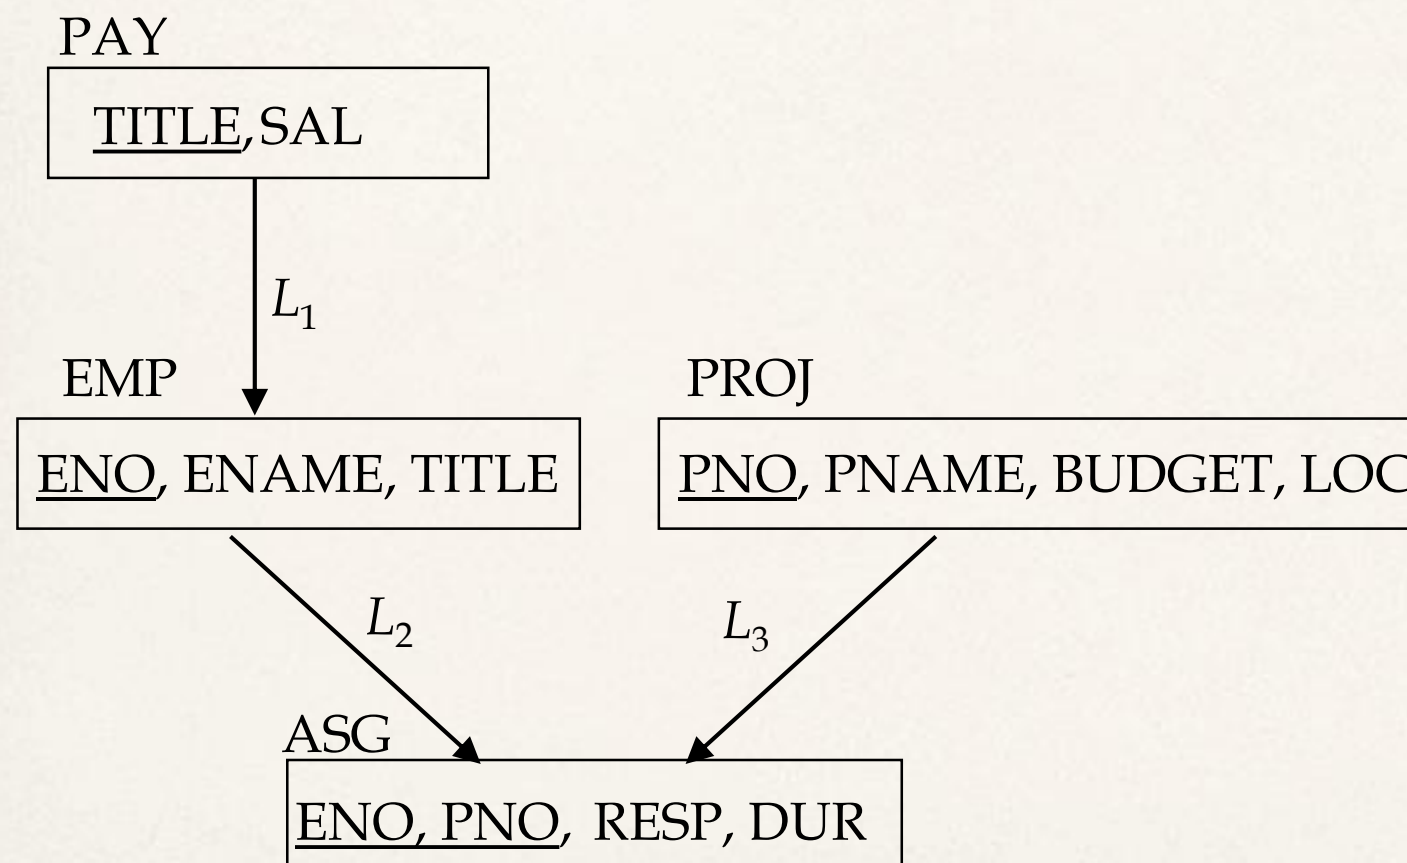 PAY
TITLE, SAL
L1
EMP
PROJ
ENO, ENAME, TITLE
PNO, PNAME, BUDGET, LOC
L2
L3
ASG
ENO, PNO, RESP, DUR